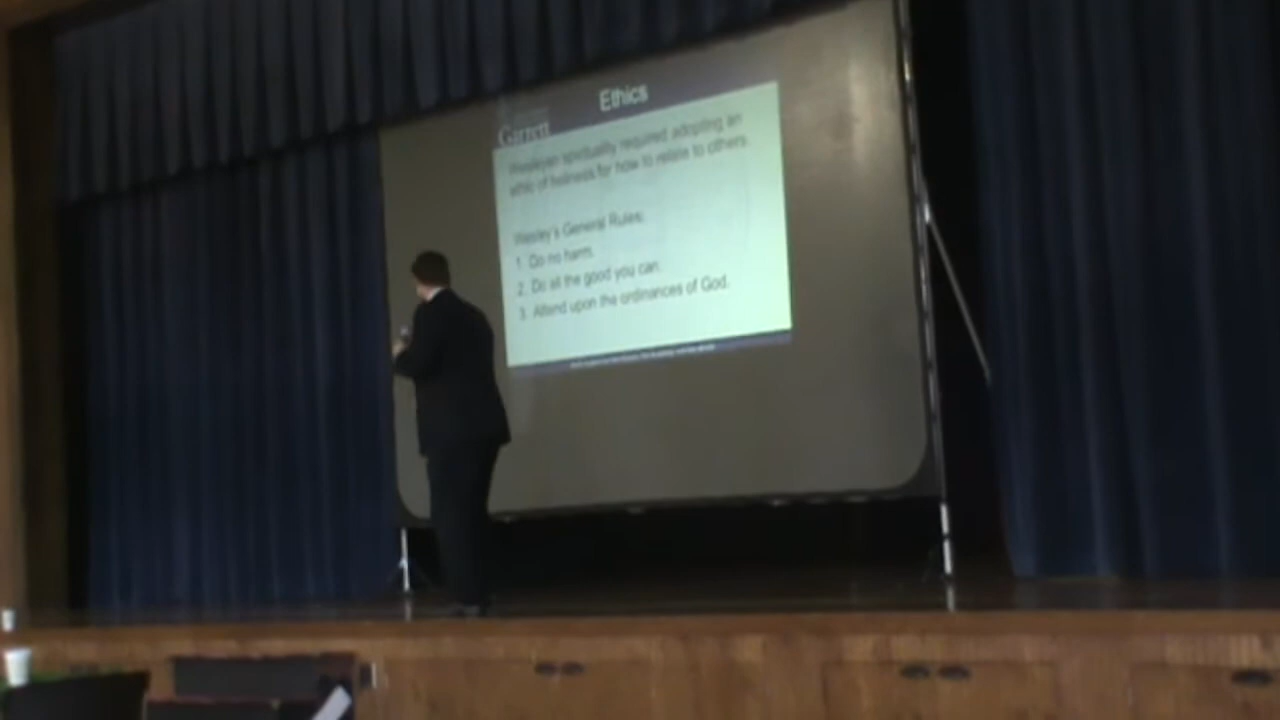 Ethics
Garrett
Wesleyan spirituality required adopting an
ethic of holiness for how to relate to others.
Wesley's General Rules:
1. Do no harm.
2. Do all the good you can.
3. Attend upon the ordinances of God.